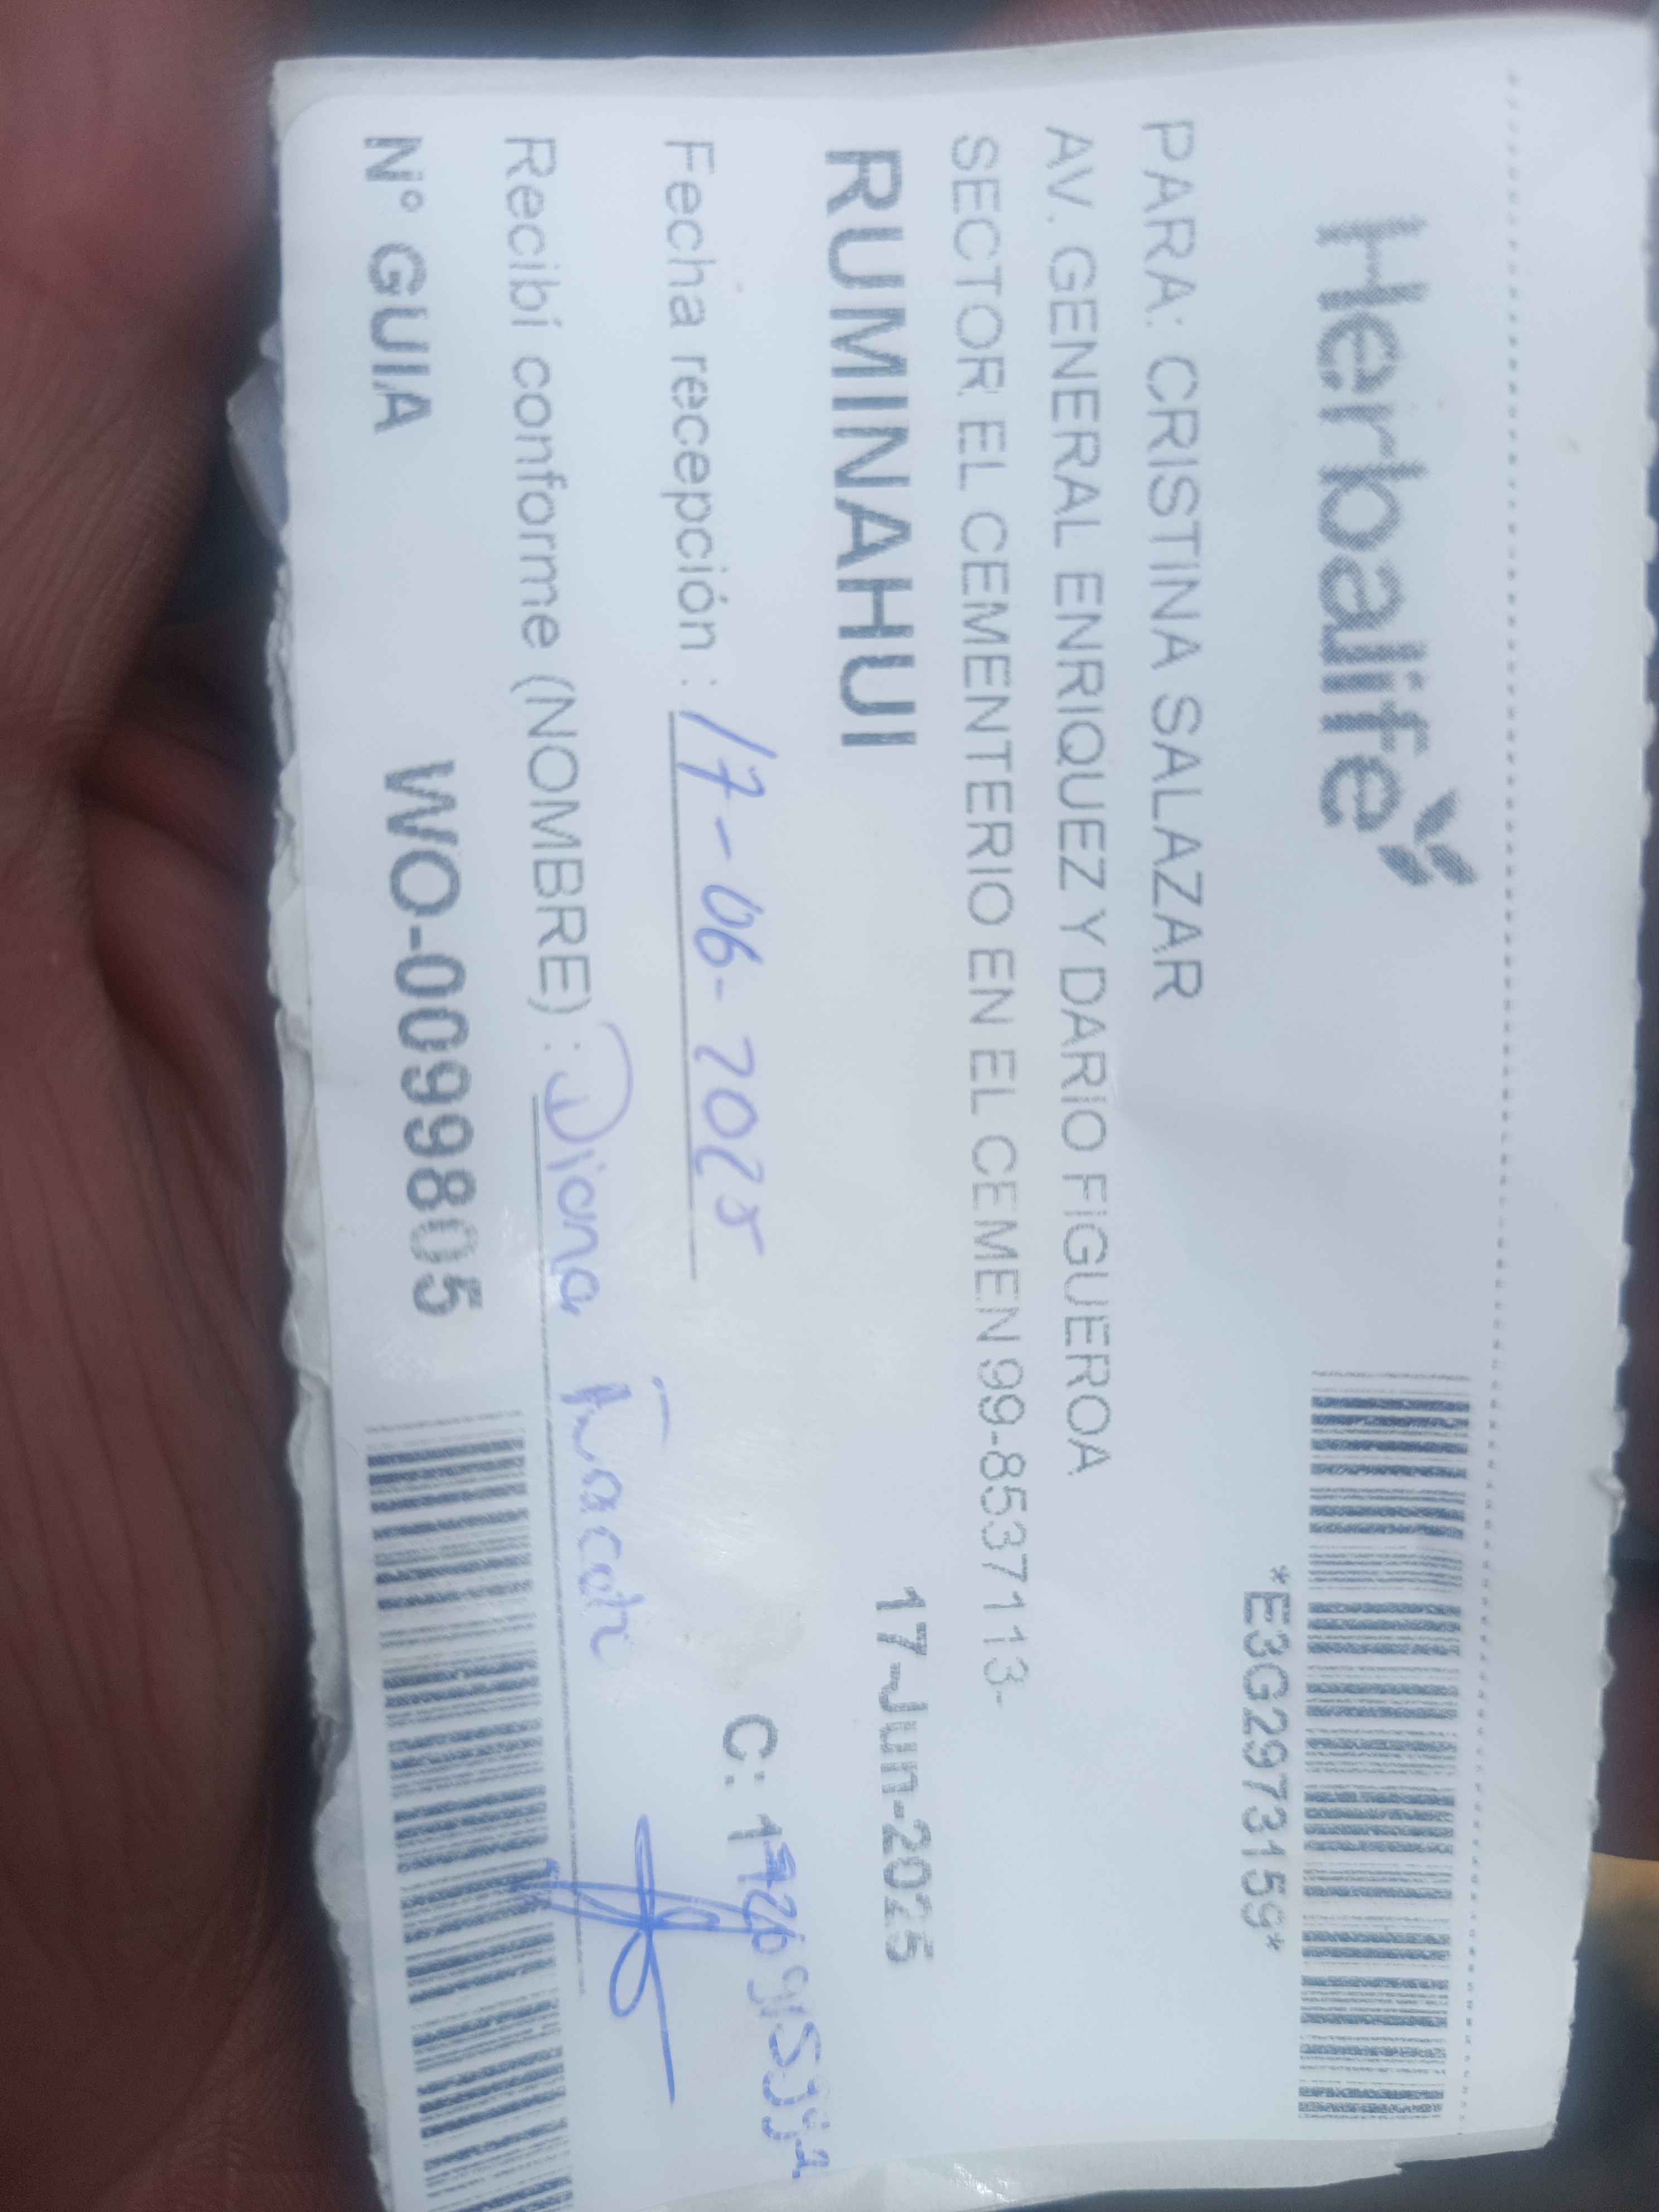 Herbalife
*E3G2973159*
PARA: CRISTINA SALAZAR
AV. GENERAL ENRIQUEZ Y DARIO FIGUEROA
SECTOR EL CEMENTERIO EN EL CEMEN 99-8537113-
RUMINAHUI 17-Jun-2025
Fecha recepción : 17-06-2025
C: 1
Recibí conforme (NOMBRE) : Diana
N° GUIA WO-0099805